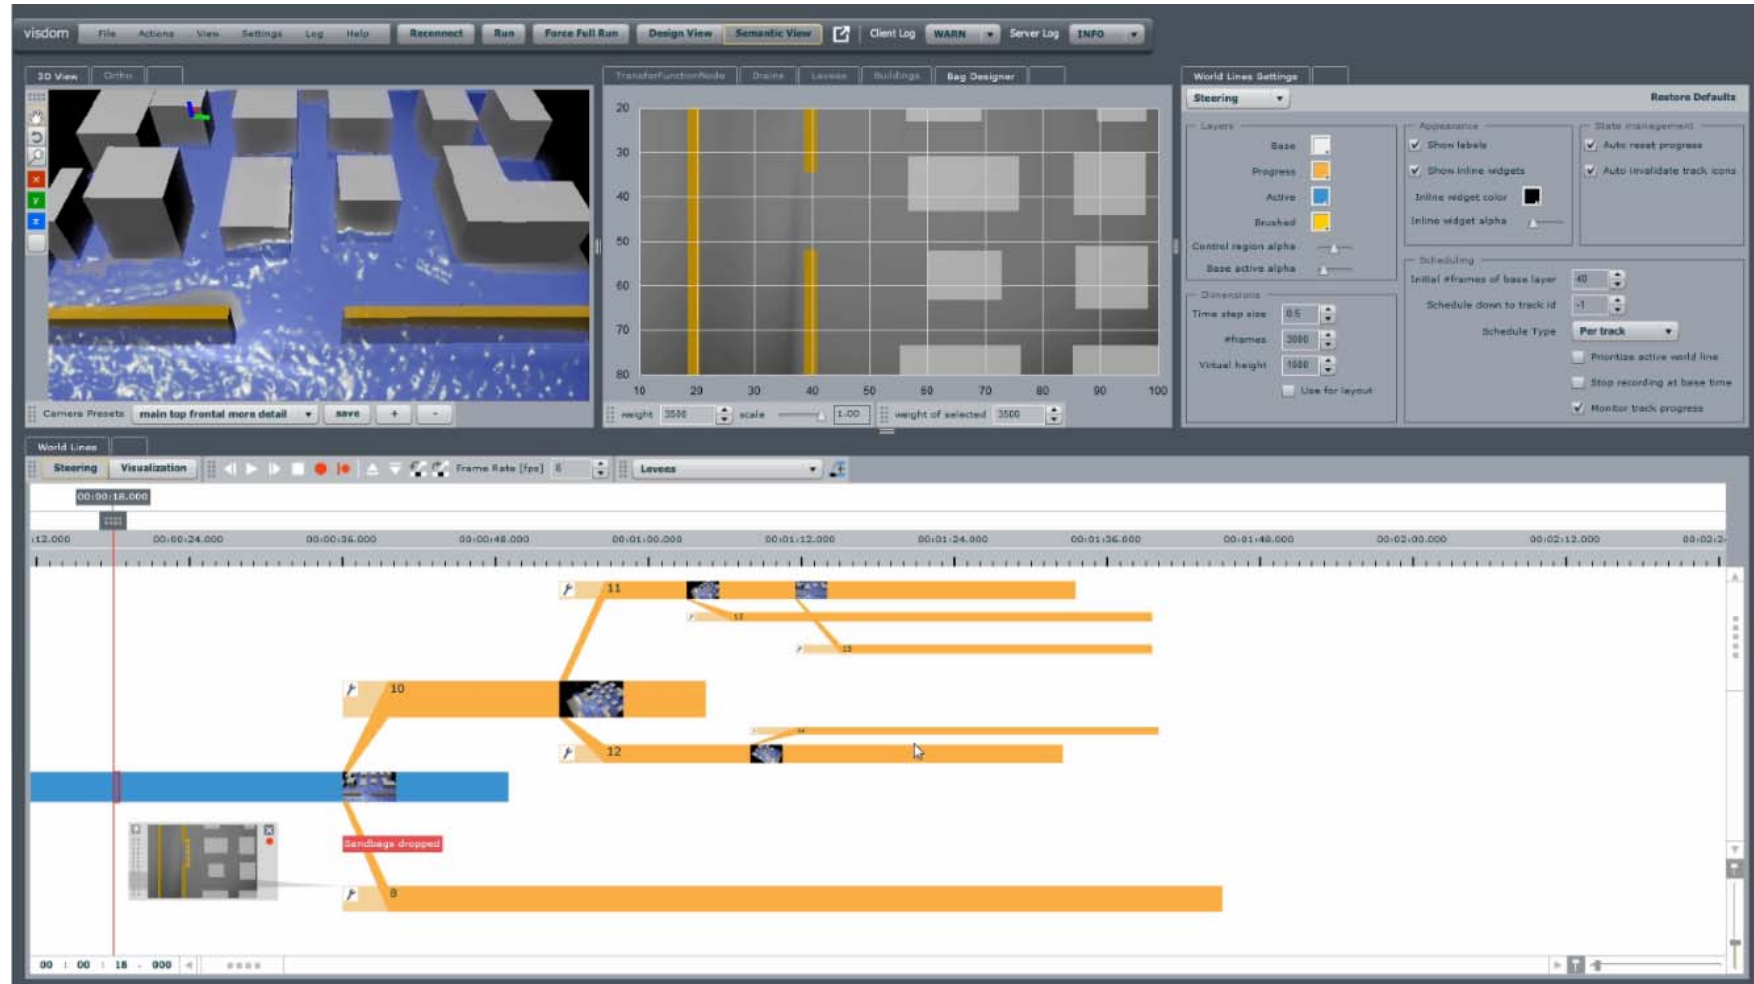 visdom File Actions View Settings Log Help Reconnect Run Force Full Run Design View Semantic View Client Log WARN Server Log INFO
3D View Ortho
TransferFunctionNode Drains Levees Buildings Bag Designer
World Lines Settings
Steering Restore Defaults
Layers
Base
Progress
Active
Brushed
Control region alpha
Base active alpha
Dimensions
Time step size 0.5
#frames 3000
Virtual height 1000
Use for layout
Appearance
Show labels
Show inline widgets
Inline widget color
Inline widget alpha
State management
Auto reset progress
Auto invalidate track icons
Scheduling
Initial #frames of base layer 40
Schedule down to track id -1
Schedule Type Per track
Prioritize active world line
Stop recording at base time
Monitor track progress
x
y
z
20
30
40
50
60
70
80
10 20 30 40 50 60 70 80 90 100
Camera Presets main top frontal more detail save + -
weight 3500 scale 1.00 weight of selected 3500
World Lines
Steering Visualization Frame Rate [fps] 8 Levees
00:00:18.000
:12.000 00:00:24.000 00:00:36.000 00:00:48.000 00:01:00.000 00:01:12.000 00:01:24.000 00:01:36.000 00:01:48.000 00:02:00.000 00:02:12.000 00:02:2
11
10
12
Sandbags dropped
8
00 : 00 : 18 . 000